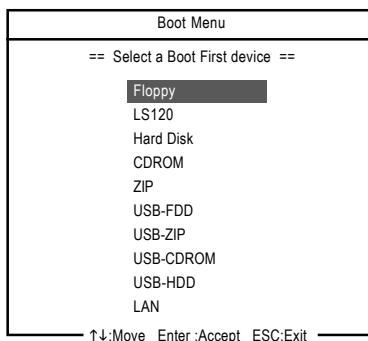 Boot Menu
== Select a Boot First device ==
Floppy
LS120
Hard Disk
CDROM
ZIP
USB-FDD
USB-ZIP
USB-CDROM
USB-HDD
LAN
↑↓:Move Enter :Accept ESC:Exit